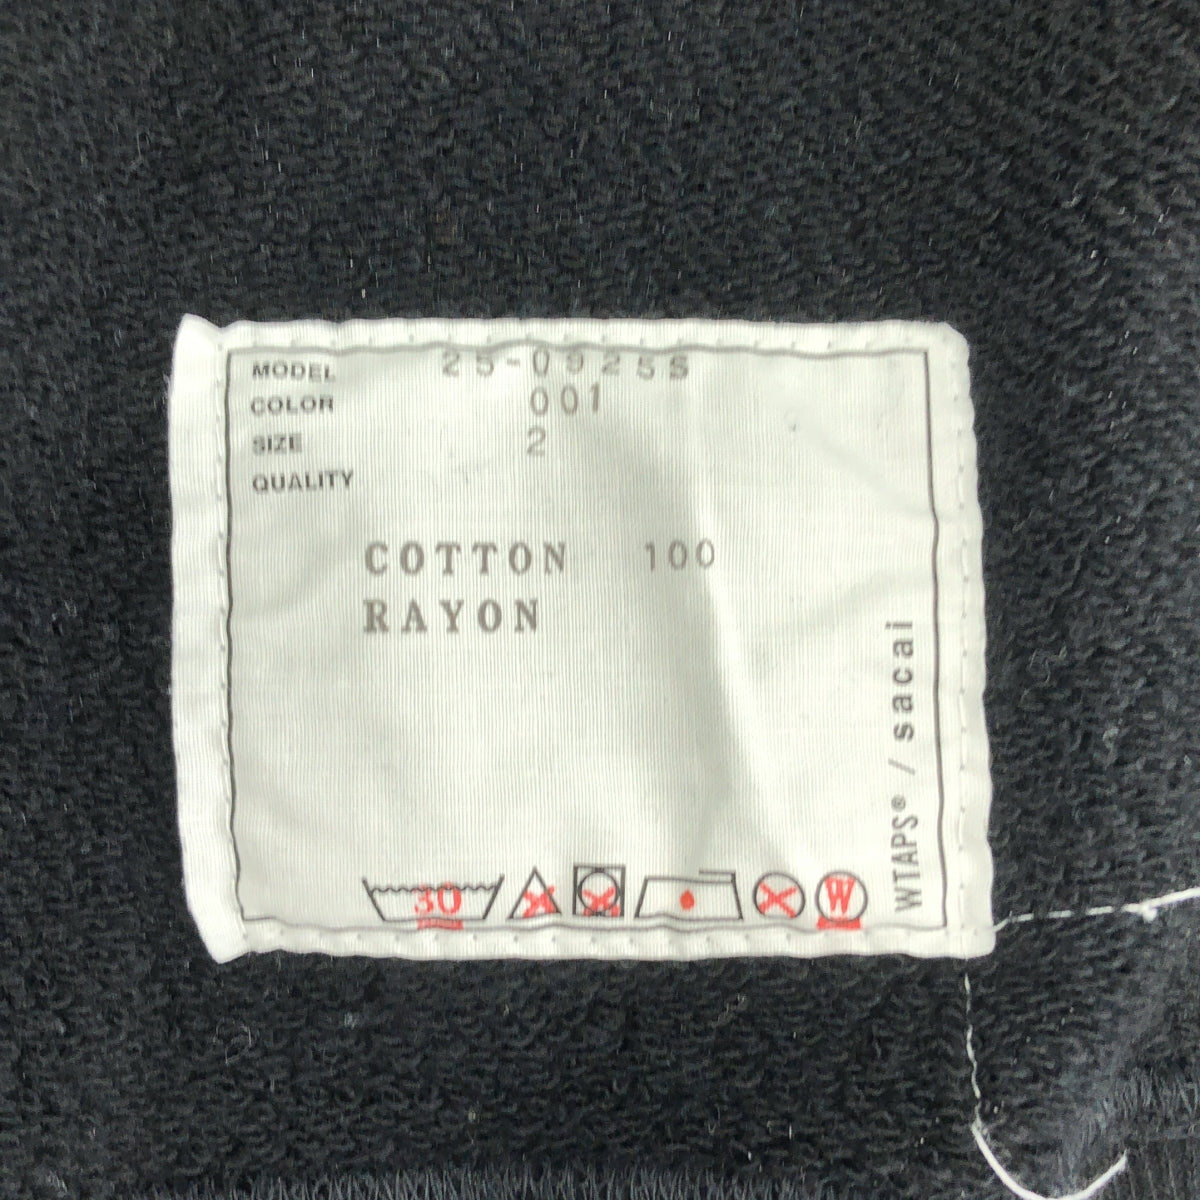 MODEL 25-0925S
COLOR 001
SIZE 2
QUALITY
COTTON 100
RAYON
30
W
WTAPS® / sacai